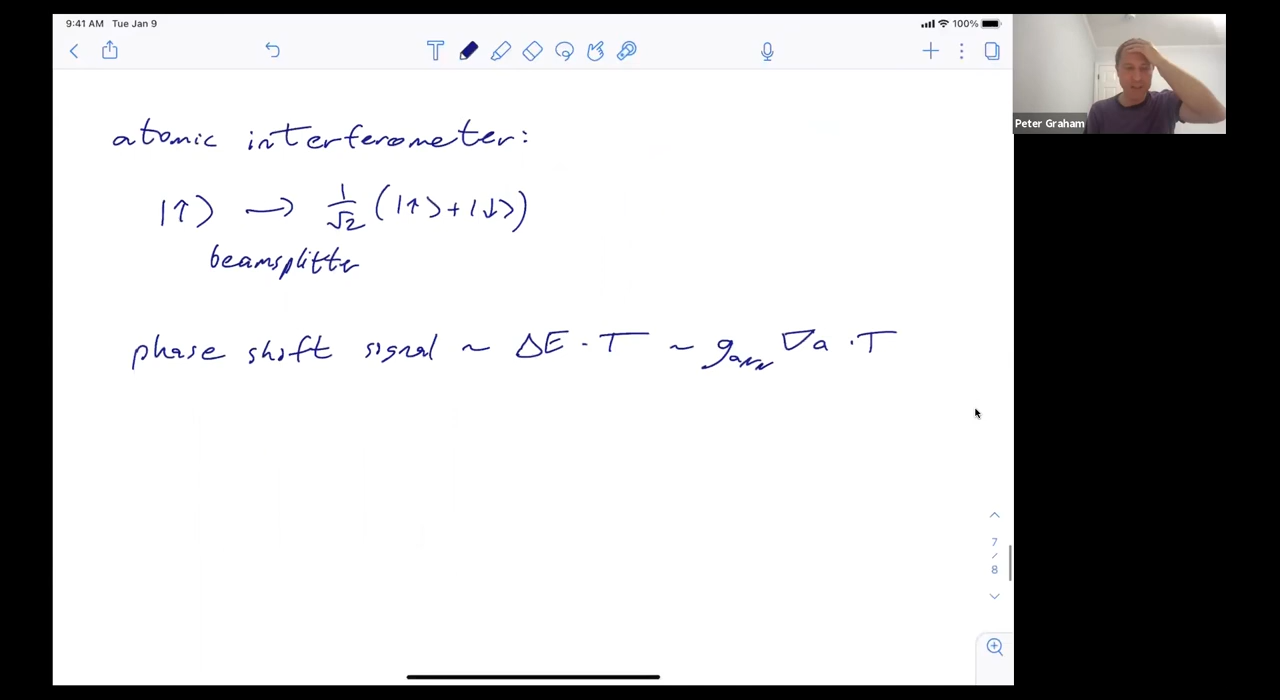 9:41 AM Tue Jan 9
100%
Peter Graham
atomic interferometer:
|↑⟩ → 1/√2 (|↑⟩ + |↓⟩)
beamsplitter
phase shift signal ~ ΔE · T ~ g_aNN ∇a · T
7
/
8